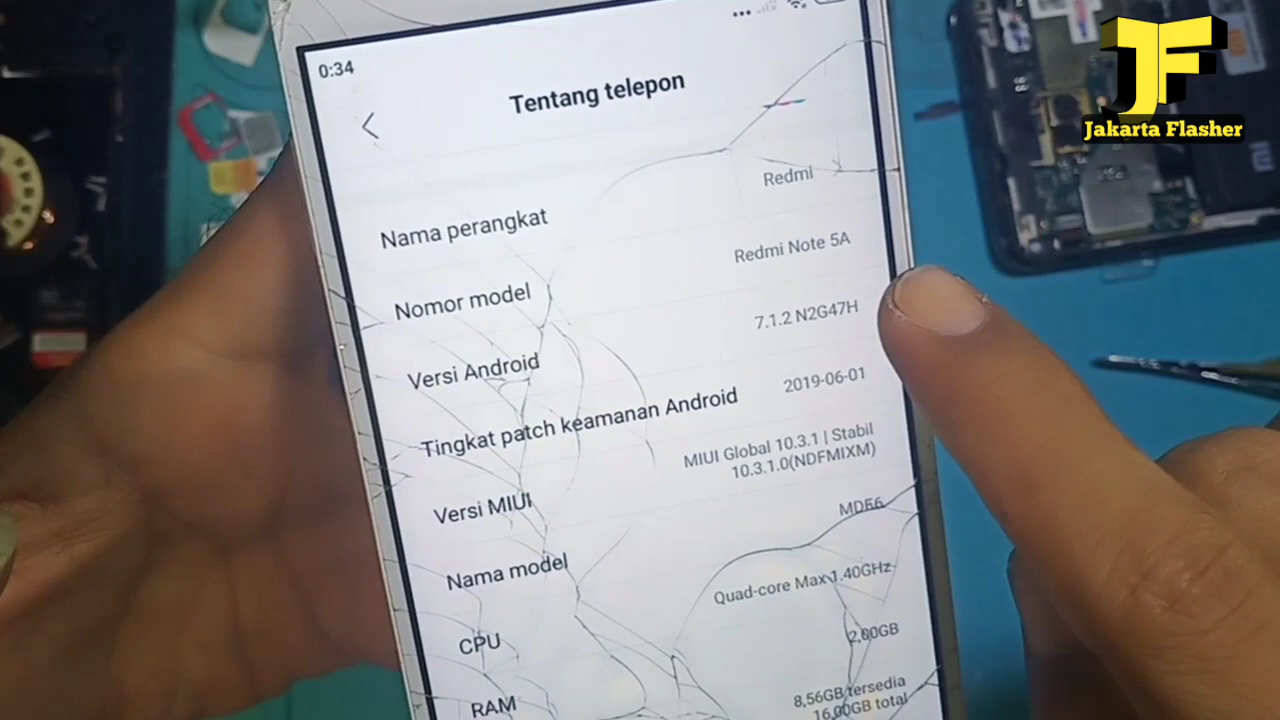 Jakarta Flasher
0:34
Tentang telepon
Nama perangkat
Redmi
Nomor model
Redmi Note 5A
Versi Android
7.1.2 N2G47H
Tingkat patch keamanan Android
2019-06-01
Versi MIUI
MIUI Global 10.3.1 | Stabil
10.3.1.0(NDFMIXM)
Nama model
MDE6
CPU
Quad-core Max 1.40GHz
RAM
2,00GB
8,56GB tersedia
16,00GB total